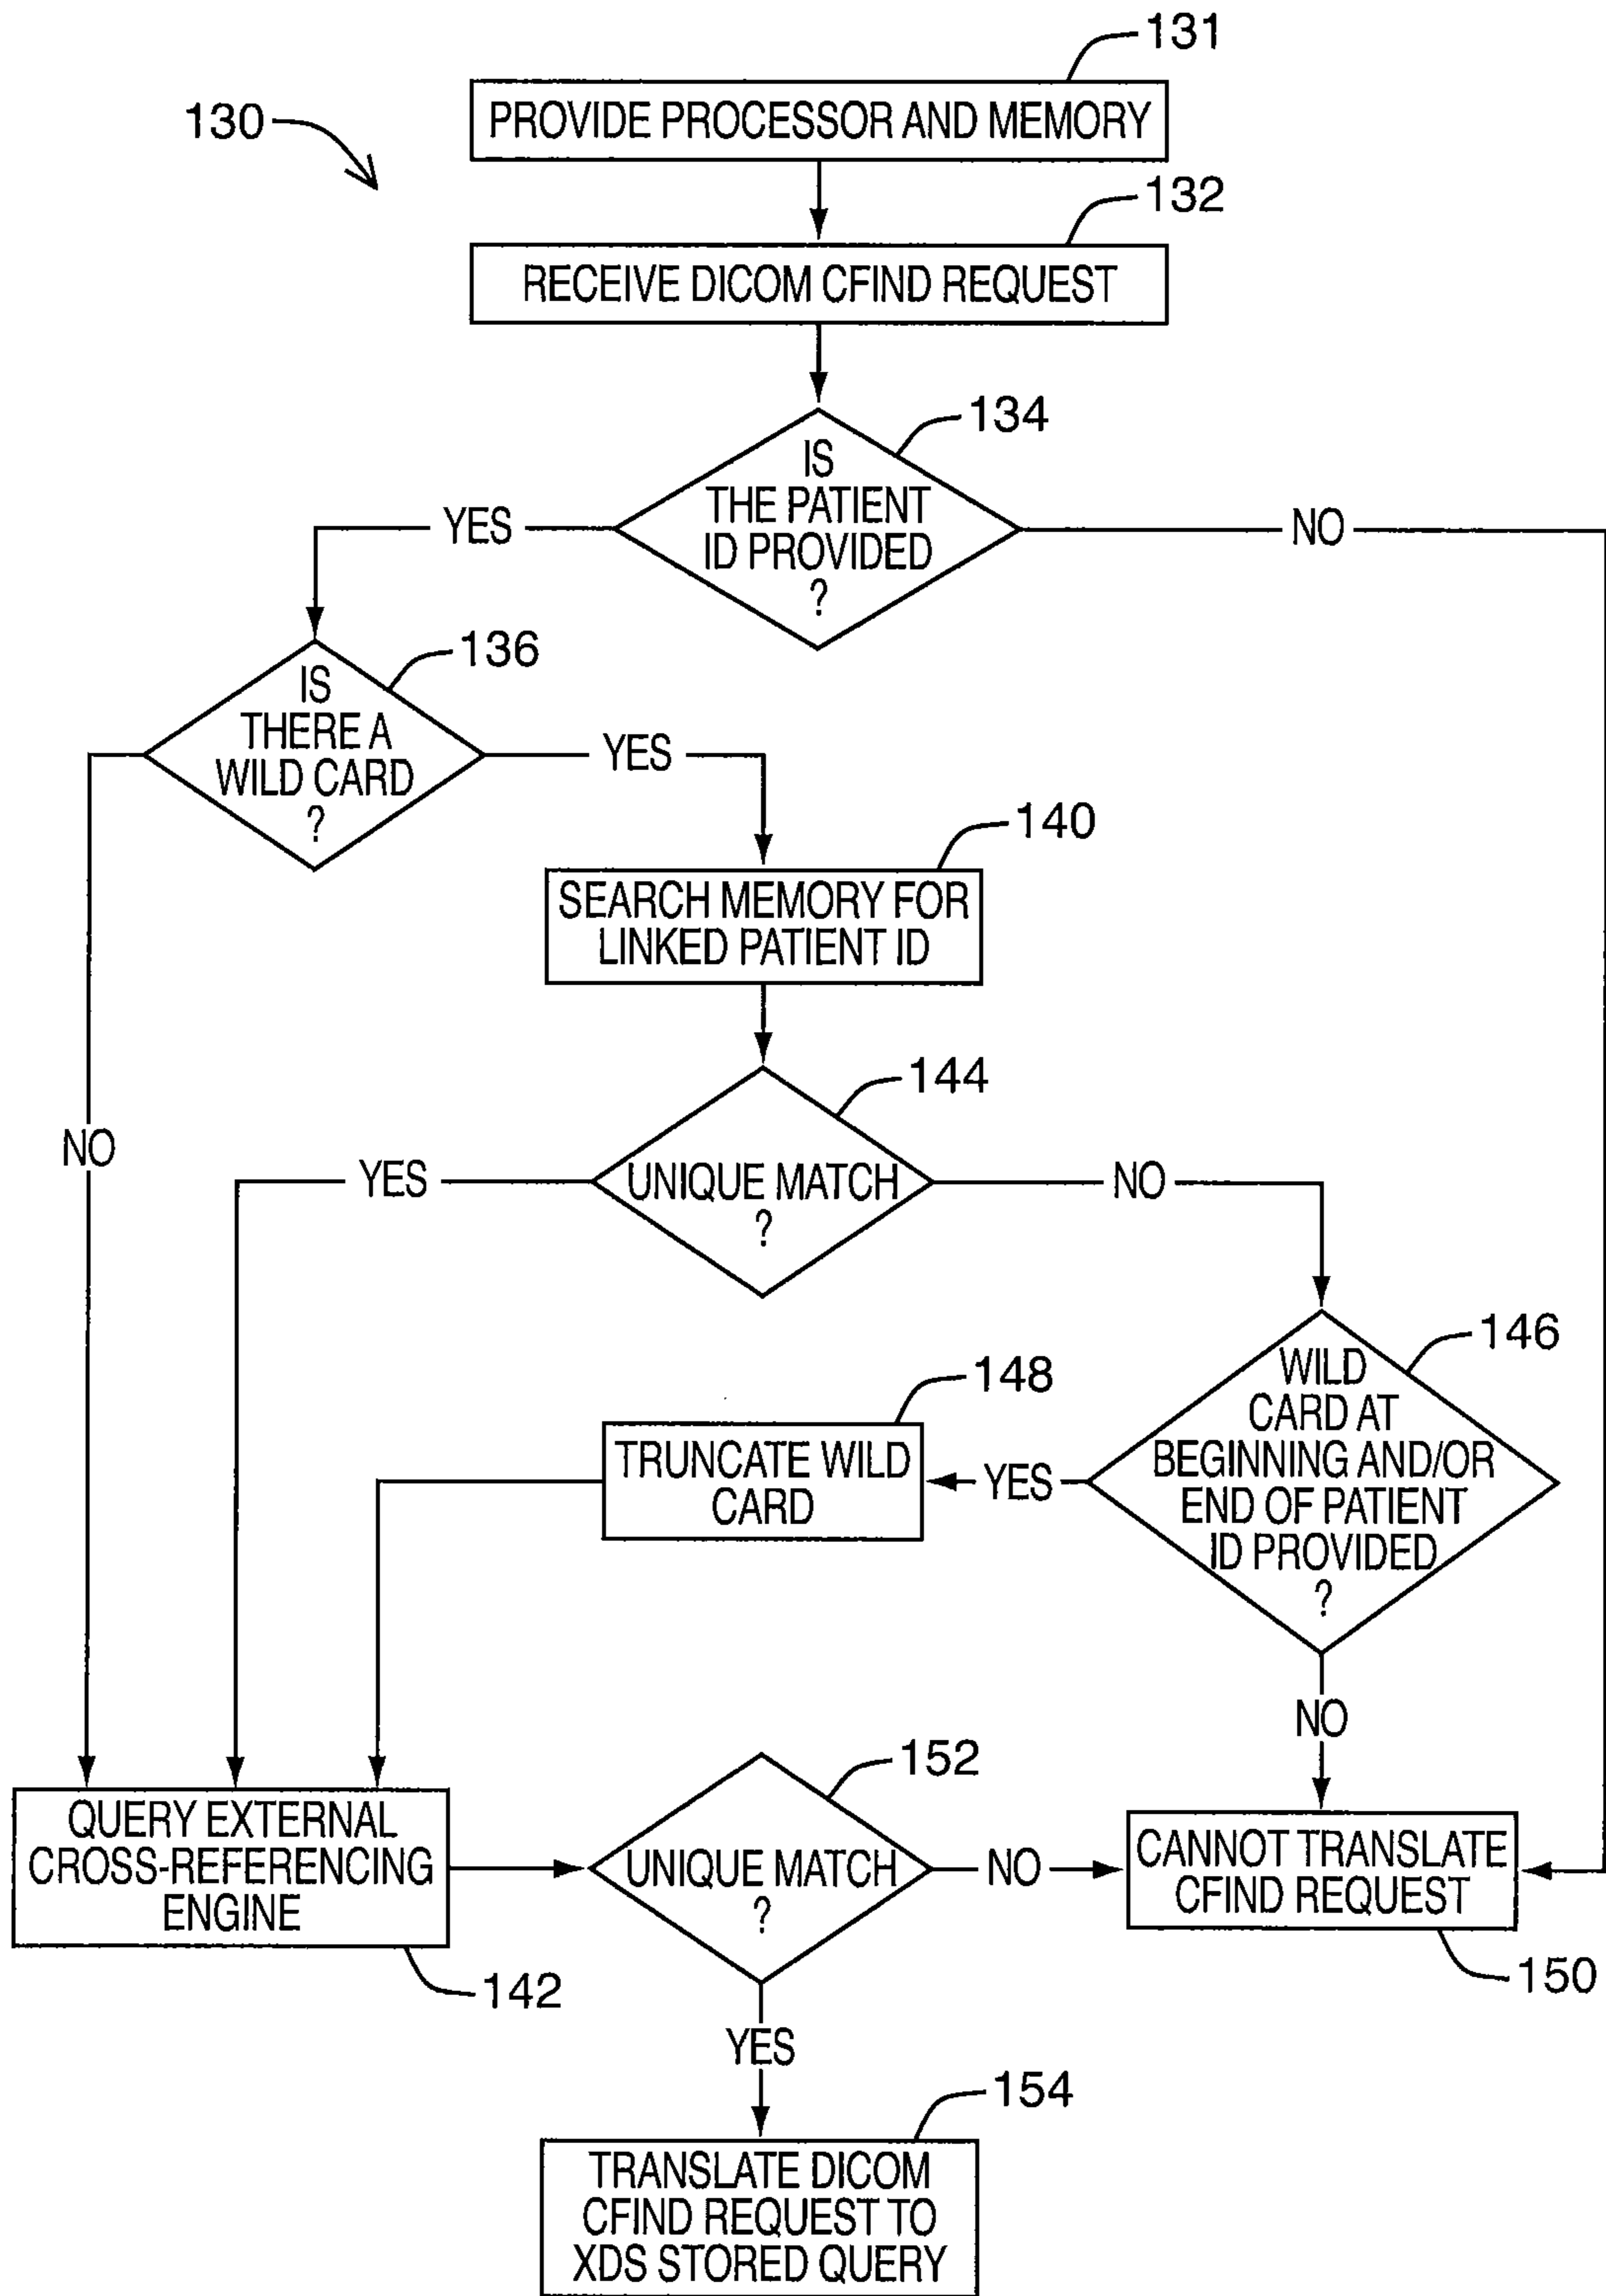 131
PROVIDE PROCESSOR AND MEMORY
130
132
RECEIVE DICOM CFIND REQUEST
134
IS
THE PATIENT
ID PROVIDED
?
YES
NO
136
IS
THERE A
WILD CARD
?
YES
140
SEARCH MEMORY FOR
LINKED PATIENT ID
144
NO
YES
UNIQUE MATCH
?
NO
146
WILD
CARD AT
BEGINNING AND/OR
END OF PATIENT
ID PROVIDED
?
148
TRUNCATE WILD
CARD
YES
NO
152
QUERY EXTERNAL
CROSS-REFERENCING
ENGINE
UNIQUE MATCH
?
NO
CANNOT TRANSLATE
CFIND REQUEST
142
150
YES
154
TRANSLATE DICOM
CFIND REQUEST TO
XDS STORED QUERY